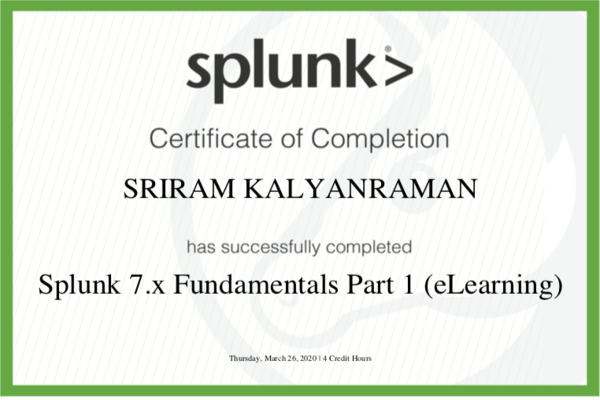 splunk>
Certificate of Completion
SRIRAM KALYANRAMAN
has successfully completed
Splunk 7.x Fundamentals Part 1 (eLearning)
Thursday, March 26, 2020 | 4 Credit Hours